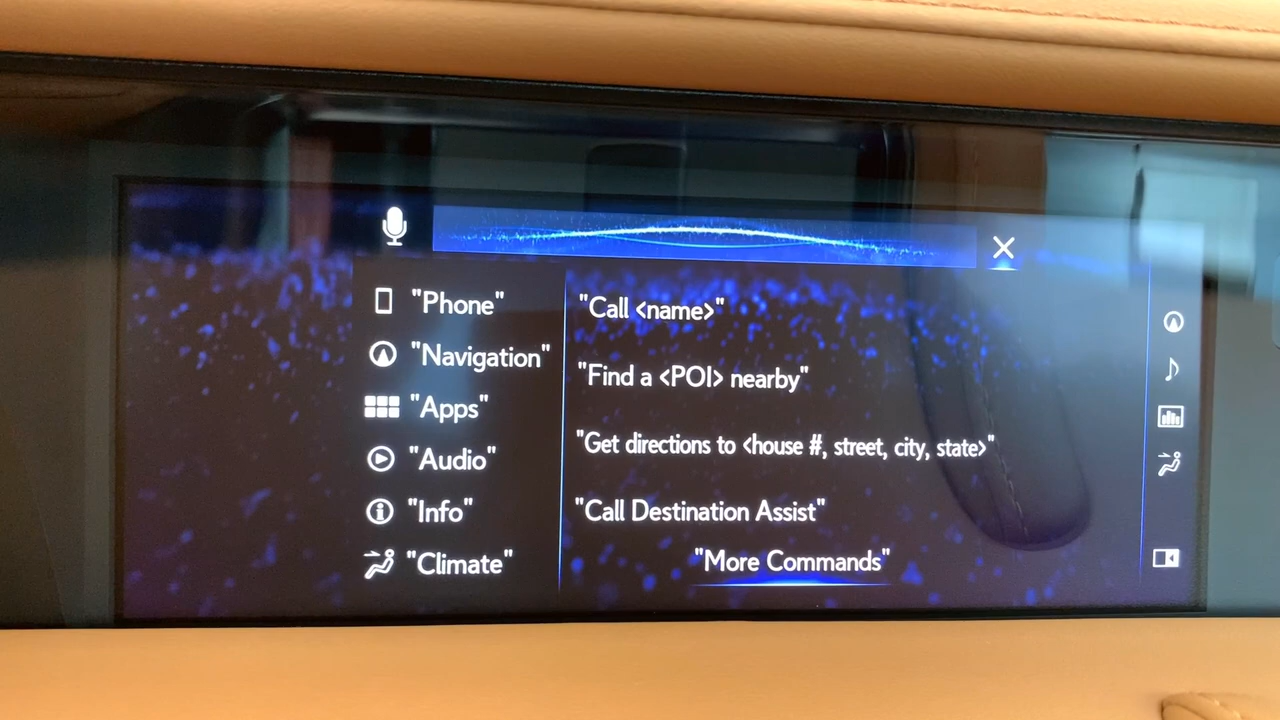 "Phone"
"Navigation"
"Apps"
"Audio"
"Info"
"Climate"
"Call <name>"
"Find a <POI> nearby"
"Get directions to <house #, street, city, state>"
"Call Destination Assist"
"More Commands"